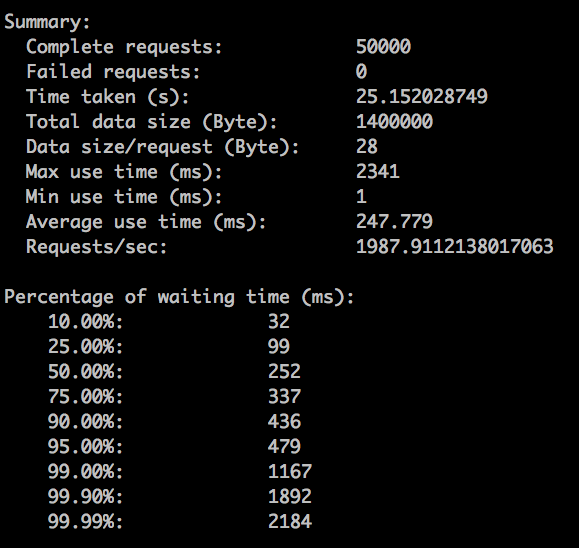 Summary:
Complete requests: 50000
Failed requests: 0
Time taken (s): 25.152028749
Total data size (Byte): 1400000
Data size/request (Byte): 28
Max use time (ms): 2341
Min use time (ms): 1
Average use time (ms): 247.779
Requests/sec: 1987.9112138017063
Percentage of waiting time (ms):
10.00%: 32
25.00%: 99
50.00%: 252
75.00%: 337
90.00%: 436
95.00%: 479
99.00%: 1167
99.90%: 1892
99.99%: 2184